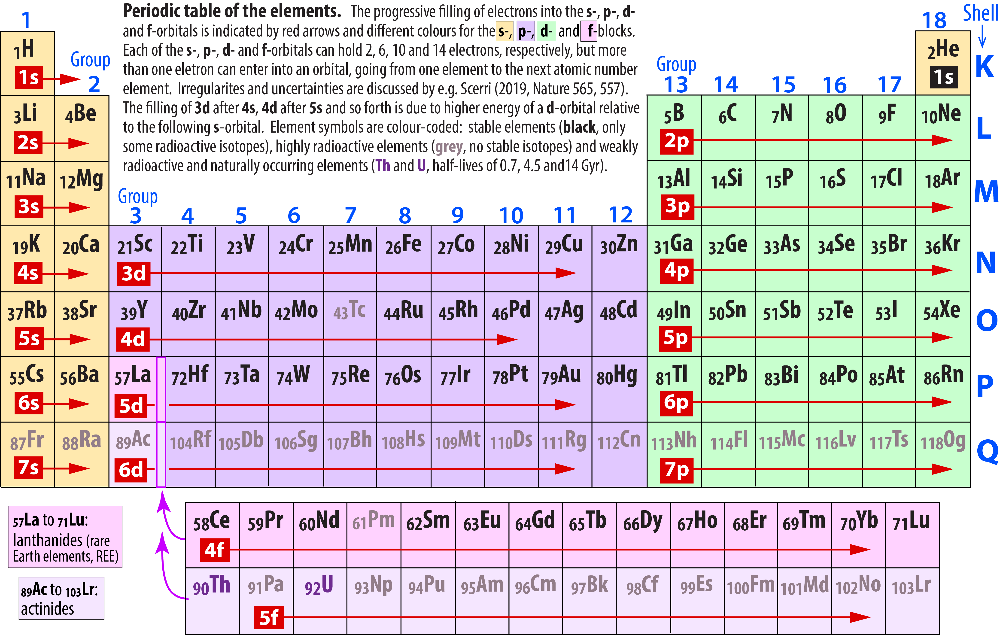 Periodic table of the elements. The progressive filling of electrons into the s-, p-, d-
and f-orbitals is indicated by red arrows and different colours for the s-, p-, d- and f-blocks.
Each of the s-, p-, d- and f-orbitals can hold 2, 6, 10 and 14 electrons, respectively, but more
than one eletron can enter into an orbital, going from one element to the next atomic number
element. Irregularites and uncertainties are discussed by e.g. Scerri (2019, Nature 565, 557).
The filling of 3d after 4s, 4d after 5s and so forth is due to higher energy of a d-orbital relative
to the following s-orbital. Element symbols are colour-coded: stable elements (black, only
some radioactive isotopes), highly radioactive elements (grey, no stable isotopes) and weakly
radioactive and naturally occurring elements (Th and U, half-lives of 0.7, 4.5 and14 Gyr).
1 18 Shell
1H 2He K
1s 1s
Group Group
2 13 14 15 16 17
3Li 4Be 5B 6C 7N 8O 9F 10Ne L
2s 2p
11Na 12Mg 13Al 14Si 15P 16S 17Cl 18Ar M
3s 3p
Group
3 4 5 6 7 8 9 10 11 12
19K 20Ca 21Sc 22Ti 23V 24Cr 25Mn 26Fe 27Co 28Ni 29Cu 30Zn 31Ga 32Ge 33As 34Se 35Br 36Kr N
4s 3d 4p
37Rb 38Sr 39Y 40Zr 41Nb 42Mo 43Tc 44Ru 45Rh 46Pd 47Ag 48Cd 49In 50Sn 51Sb 52Te 53I 54Xe O
5s 4d 5p
55Cs 56Ba 57La 72Hf 73Ta 74W 75Re 76Os 77Ir 78Pt 79Au 80Hg 81Tl 82Pb 83Bi 84Po 85At 86Rn P
6s 5d 6p
87Fr 88Ra 89Ac 104Rf 105Db 106Sg 107Bh 108Hs 109Mt 110Ds 111Rg 112Cn 113Nh 114Fl 115Mc 116Lv 117Ts 118Og Q
7s 6d 7p
57La to 71Lu:
lanthanides (rare
Earth elements, REE)
58Ce 59Pr 60Nd 61Pm 62Sm 63Eu 64Gd 65Tb 66Dy 67Ho 68Er 69Tm 70Yb 71Lu
4f
89Ac to 103Lr:
actinides
90Th 91Pa 92U 93Np 94Pu 95Am 96Cm 97Bk 98Cf 99Es 100Fm 101Md 102No 103Lr
5f